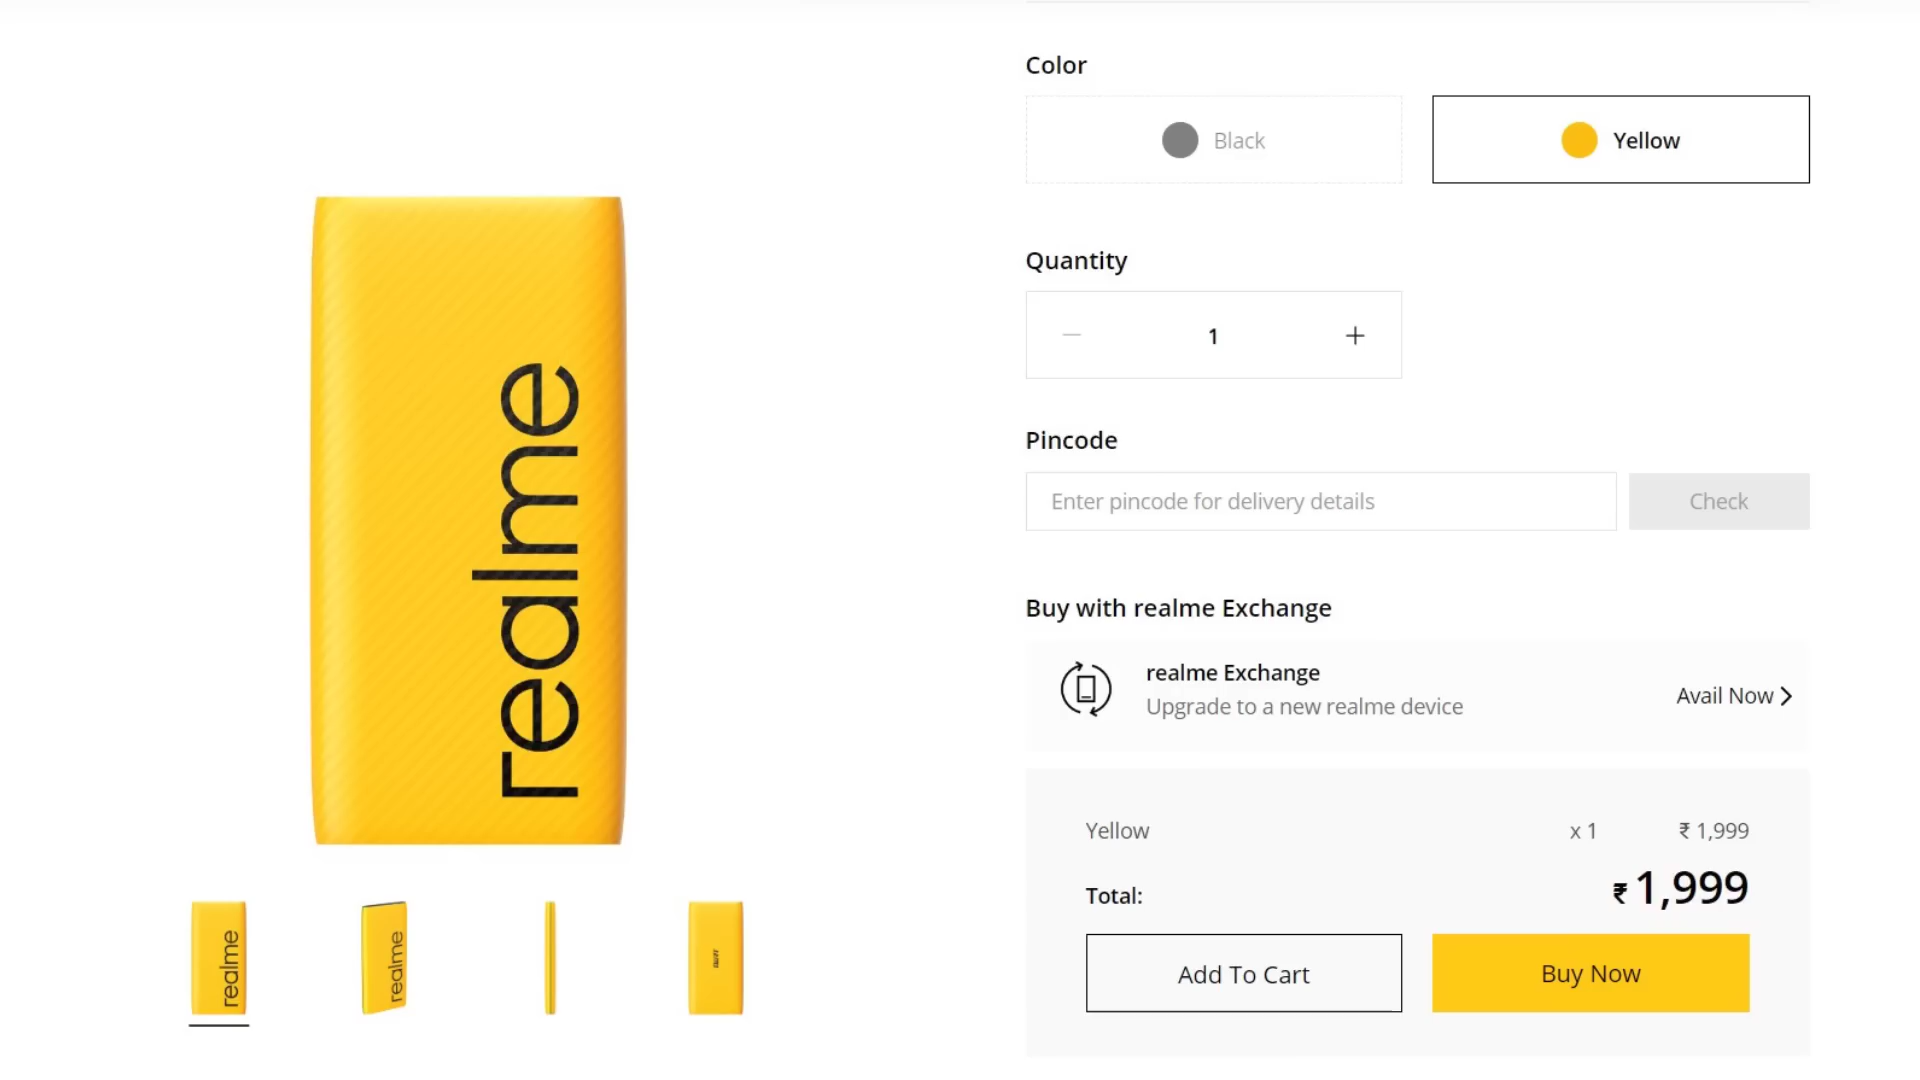 Color
Black
Yellow
Quantity
1
Pincode
Enter pincode for delivery details
Check
Buy with realme Exchange
realme Exchange
Upgrade to a new realme device
Avail Now
Yellow x 1 ₹ 1,999
Total: ₹ 1,999
Add To Cart
Buy Now
realme
realme
realme